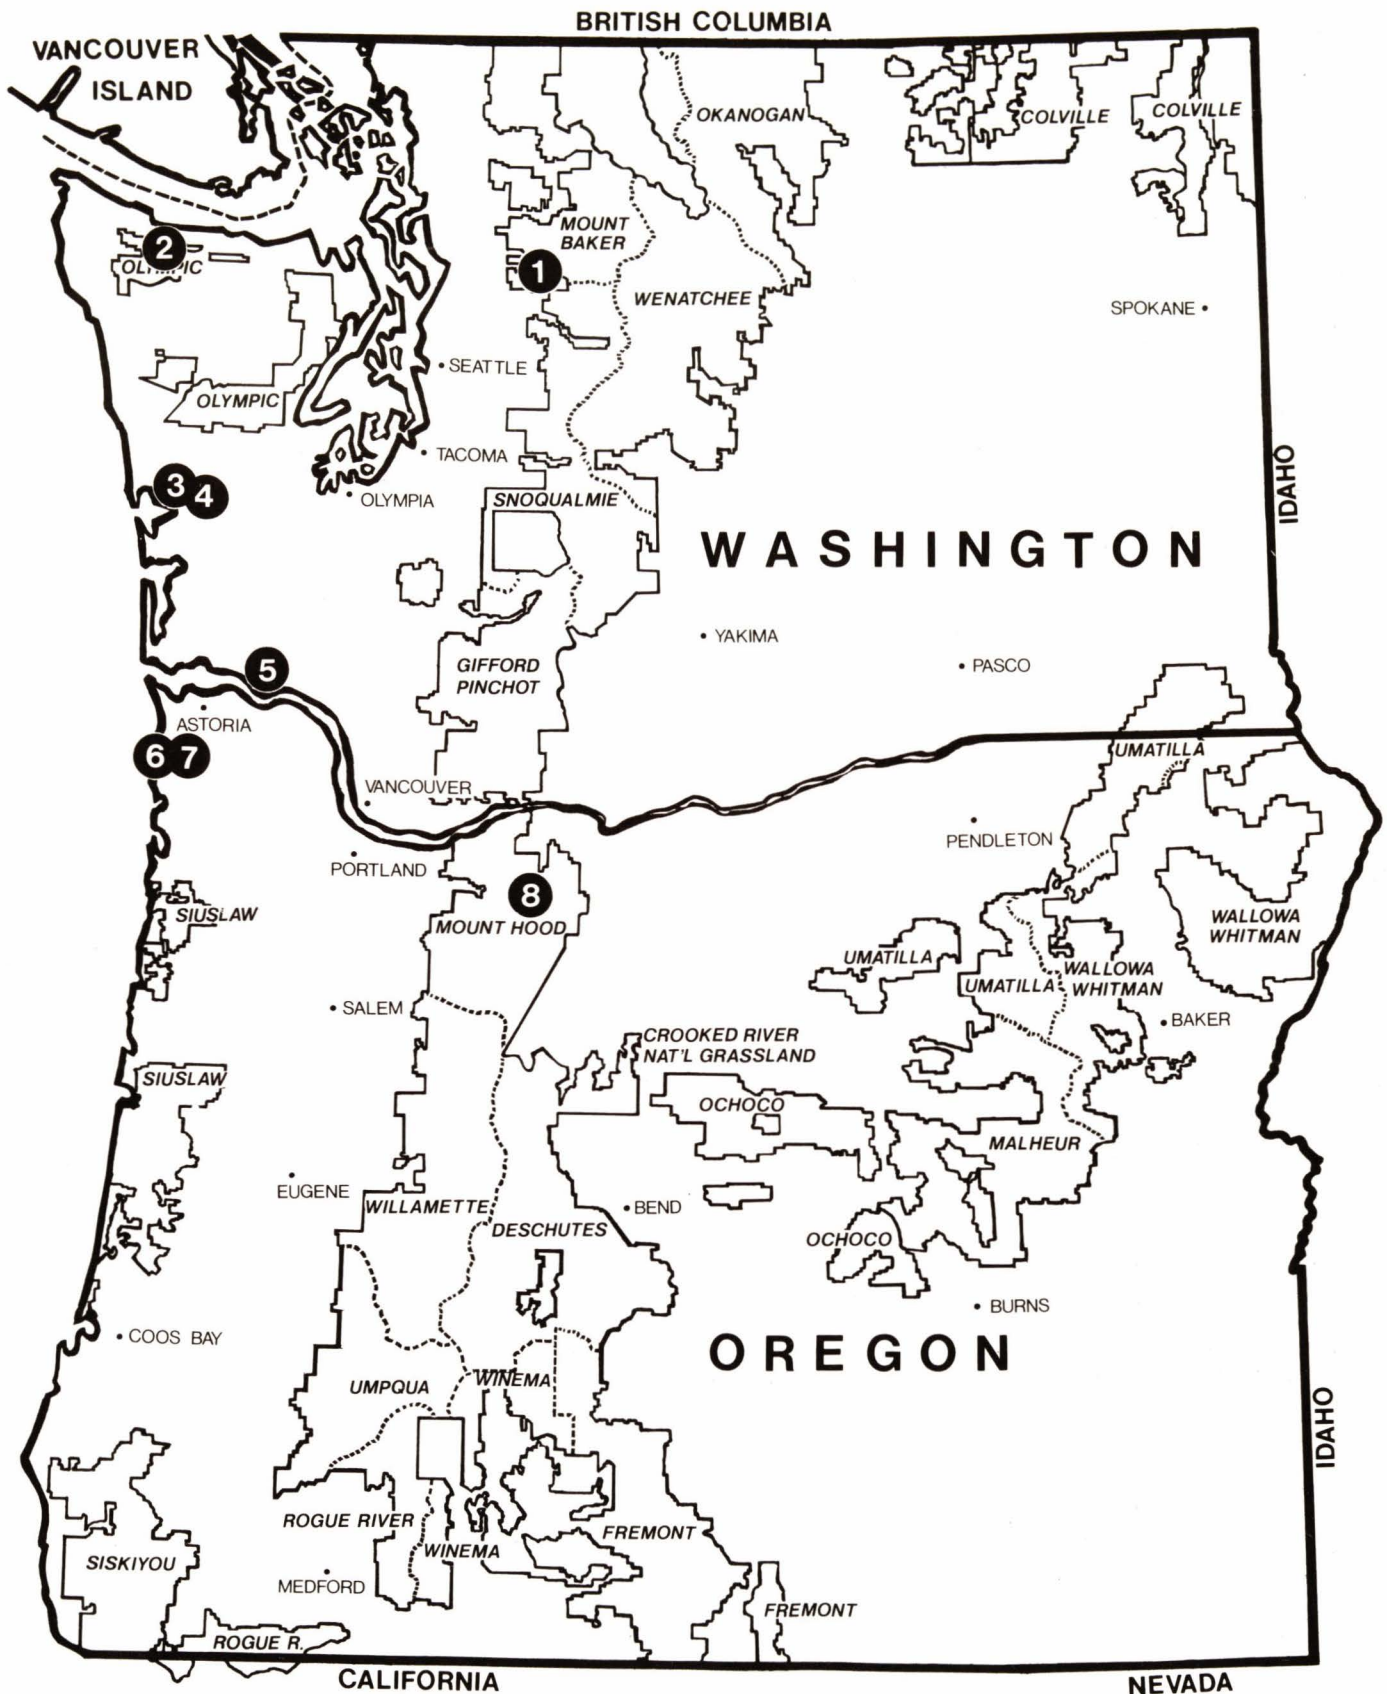 BRITISH COLUMBIA
VANCOUVER
ISLAND
OKANOGAN
COLVILLE
COLVILLE
MOUNT
BAKER
2
OLYMPIC
1
WENATCHEE
SPOKANE
SEATTLE
OLYMPIC
TACOMA
3
4
OLYMPIA
SNOQUALMIE
IDAHO
WASHINGTON
YAKIMA
5
GIFFORD
PINCHOT
PASCO
ASTORIA
6
7
UMATILLA
VANCOUVER
PENDLETON
PORTLAND
8
SIUSLAW
MOUNT HOOD
WALLOWA
WHITMAN
UMATILLA
UMATILLA
WALLOWA
WHITMAN
SALEM
BAKER
CROOKED RIVER
NAT'L GRASSLAND
SIUSLAW
OCHOCO
MALHEUR
EUGENE
WILLAMETTE
BEND
DESCHUTES
OCHOCO
BURNS
COOS BAY
OREGON
UMPQUA
WINEMA
IDAHO
ROGUE RIVER
FREMONT
WINEMA
SISKIYOU
MEDFORD
FREMONT
ROGUE R.
CALIFORNIA
NEVADA